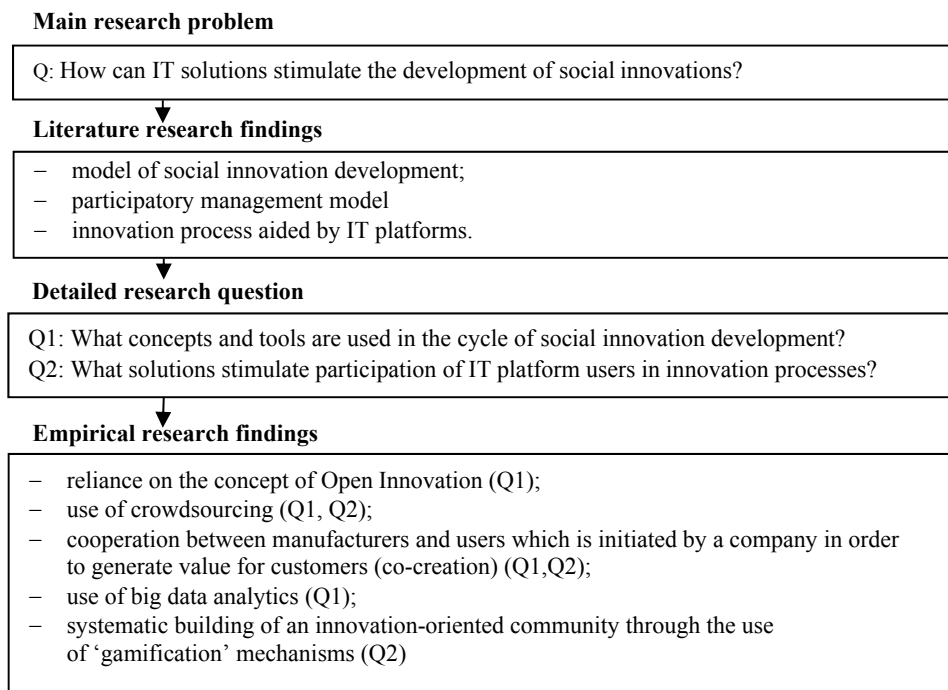 Main research problem
Q: How can IT solutions stimulate the development of social innovations?
Literature research findings
– model of social innovation development;
– participatory management model
– innovation process aided by IT platforms.
Detailed research question
Q1: What concepts and tools are used in the cycle of social innovation development?
Q2: What solutions stimulate participation of IT platform users in innovation processes?
Empirical research findings
– reliance on the concept of Open Innovation (Q1);
– use of crowdsourcing (Q1, Q2);
– cooperation between manufacturers and users which is initiated by a company in order
to generate value for customers (co-creation) (Q1,Q2);
– use of big data analytics (Q1);
– systematic building of an innovation-oriented community through the use
of ‘gamification’ mechanisms (Q2)